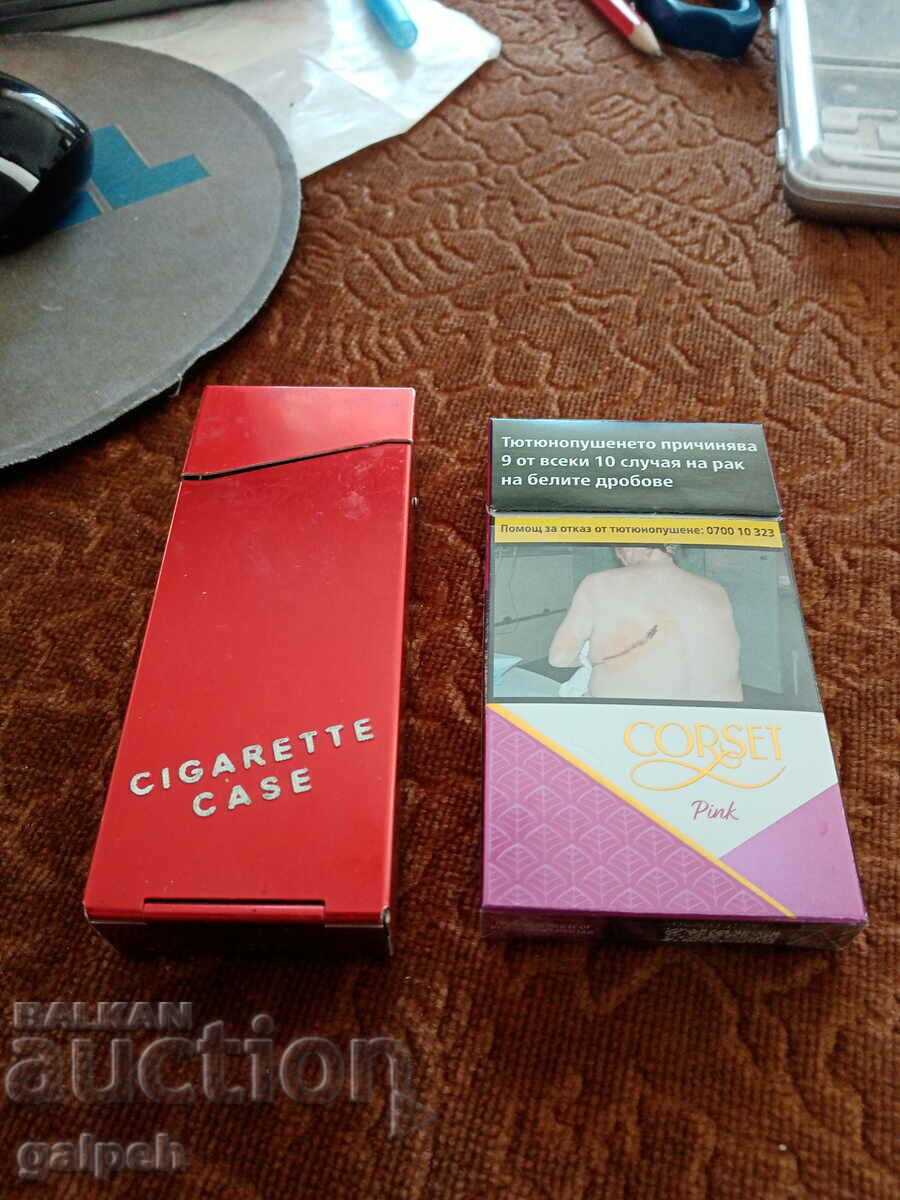 CIGARETTE
CASE
Тютюнопушенето причинява
9 от всеки 10 случая на рак
на белите дробове
Помощ за отказ от тютюнопушене: 0700 10 323
CORSET
Pink
BALKAN
auction
galpeh